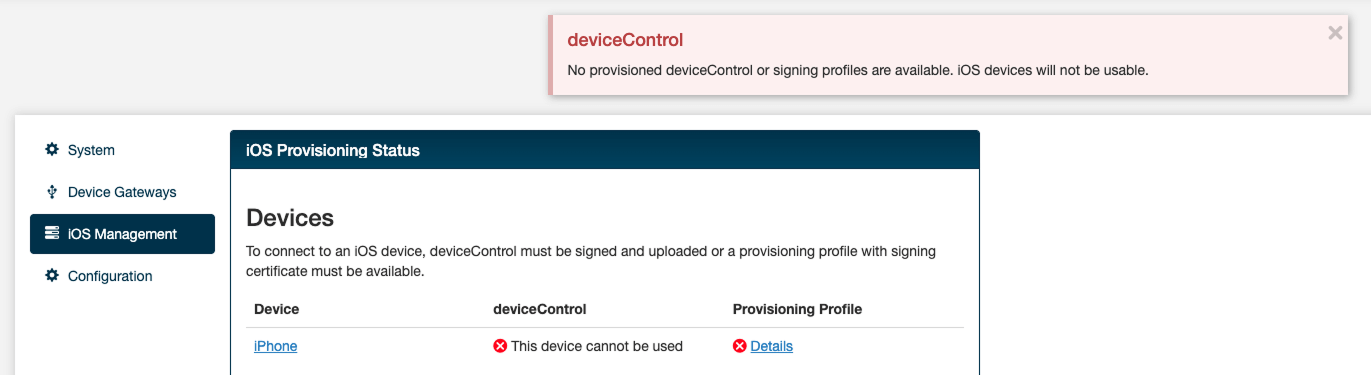 deviceControl
No provisioned deviceControl or signing profiles are available. iOS devices will not be usable.
System
Device Gateways
iOS Management
Configuration
iOS Provisioning Status
Devices
To connect to an iOS device, deviceControl must be signed and uploaded or a provisioning profile with signing
certificate must be available.
Device deviceControl Provisioning Profile
iPhone This device cannot be used Details